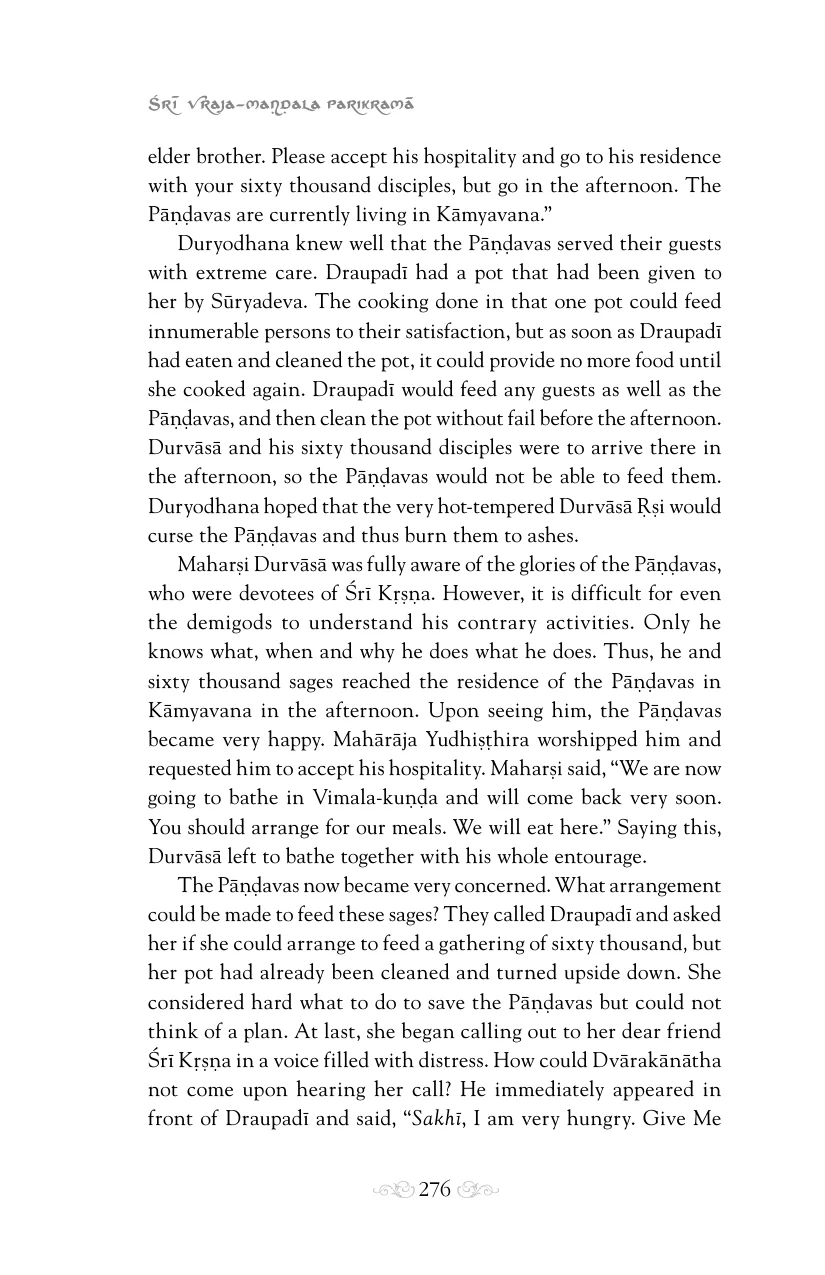 Śrī Vraja-maṇḍala Parikramā
elder brother. Please accept his hospitality and go to his residence
with your sixty thousand disciples, but go in the afternoon. The
Pāṇḍavas are currently living in Kāmyavana.”
Duryodhana knew well that the Pāṇḍavas served their guests
with extreme care. Draupadī had a pot that had been given to
her by Sūryadeva. The cooking done in that one pot could feed
innumerable persons to their satisfaction, but as soon as Draupadī
had eaten and cleaned the pot, it could provide no more food until
she cooked again. Draupadī would feed any guests as well as the
Pāṇḍavas, and then clean the pot without fail before the afternoon.
Durvāsā and his sixty thousand disciples were to arrive there in
the afternoon, so the Pāṇḍavas would not be able to feed them.
Duryodhana hoped that the very hot-tempered Durvāsā Ṛṣi would
curse the Pāṇḍavas and thus burn them to ashes.
Maharṣi Durvāsā was fully aware of the glories of the Pāṇḍavas,
who were devotees of Śrī Kṛṣṇa. However, it is difficult for even
the demigods to understand his contrary activities. Only he
knows what, when and why he does what he does. Thus, he and
sixty thousand sages reached the residence of the Pāṇḍavas in
Kāmyavana in the afternoon. Upon seeing him, the Pāṇḍavas
became very happy. Mahārāja Yudhiṣṭhira worshipped him and
requested him to accept his hospitality. Maharṣi said, “We are now
going to bathe in Vimala-kuṇḍa and will come back very soon.
You should arrange for our meals. We will eat here.” Saying this,
Durvāsā left to bathe together with his whole entourage.
The Pāṇḍavas now became very concerned. What arrangement
could be made to feed these sages? They called Draupadī and asked
her if she could arrange to feed a gathering of sixty thousand, but
her pot had already been cleaned and turned upside down. She
considered hard what to do to save the Pāṇḍavas but could not
think of a plan. At last, she began calling out to her dear friend
Śrī Kṛṣṇa in a voice filled with distress. How could Dvārakānātha
not come upon hearing her call? He immediately appeared in
front of Draupadī and said, “Sakhī, I am very hungry. Give Me
276